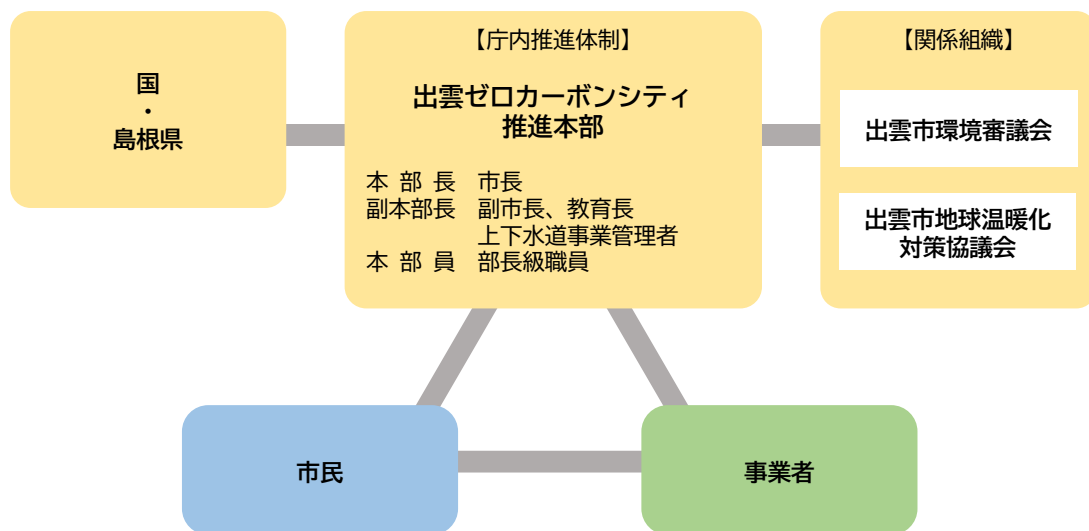 国
・
島根県
【庁内推進体制】
出雲ゼロカーボンシティ
推進本部
本 部 長 市長
副本部長 副市長、教育長
上下水道事業管理者
本 部 員 部長級職員
【関係組織】
出雲市環境審議会
出雲市地球温暖化
対策協議会
市民
事業者